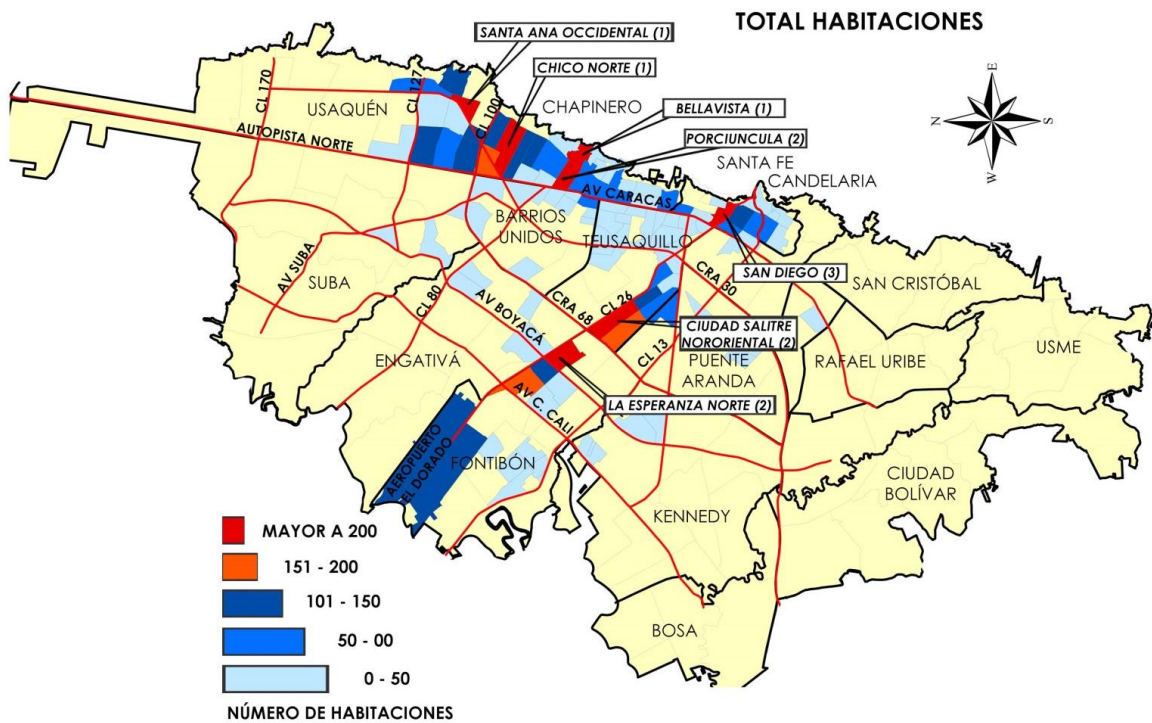 TOTAL HABITACIONES
SANTA ANA OCCIDENTAL (1)
CHICO NORTE (1)
BELLAVISTA (1)
PORCIUNCULA (2)
E
N
S
W
CL 170
CL 127
CL 100
USAQUÉN
CHAPINERO
AUTOPISTA NORTE
SANTA FE
CANDELARIA
AV CARACAS
BARRIOS
UNIDOS
TEUSAQUILLO
AV SUBA
SUBA
CL 80
AV BOYACÁ
CRA 68
CL 26
CRA 30
SAN DIEGO (3)
SAN CRISTÓBAL
CIUDAD SALITRE
NORORIENTAL (2)
CL 13
PUENTE
ARANDA
RAFAEL URIBE
USME
ENGATIVÁ
AV C. CALI
LA ESPERANZA NORTE (2)
AEROPUERTO
EL DORADO
FONTIBÓN
CIUDAD
BOLÍVAR
KENNEDY
BOSA
MAYOR A 200
151 - 200
101 - 150
50 - 00
0 - 50
NÚMERO DE HABITACIONES